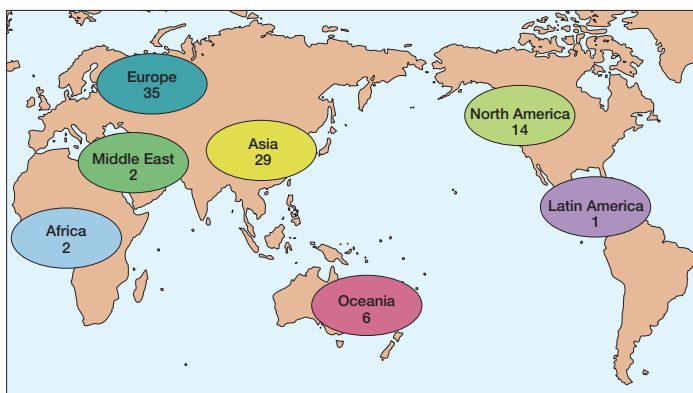 Europe
35
North America
14
Asia
29
Middle East
2
Latin America
1
Africa
2
Oceania
6